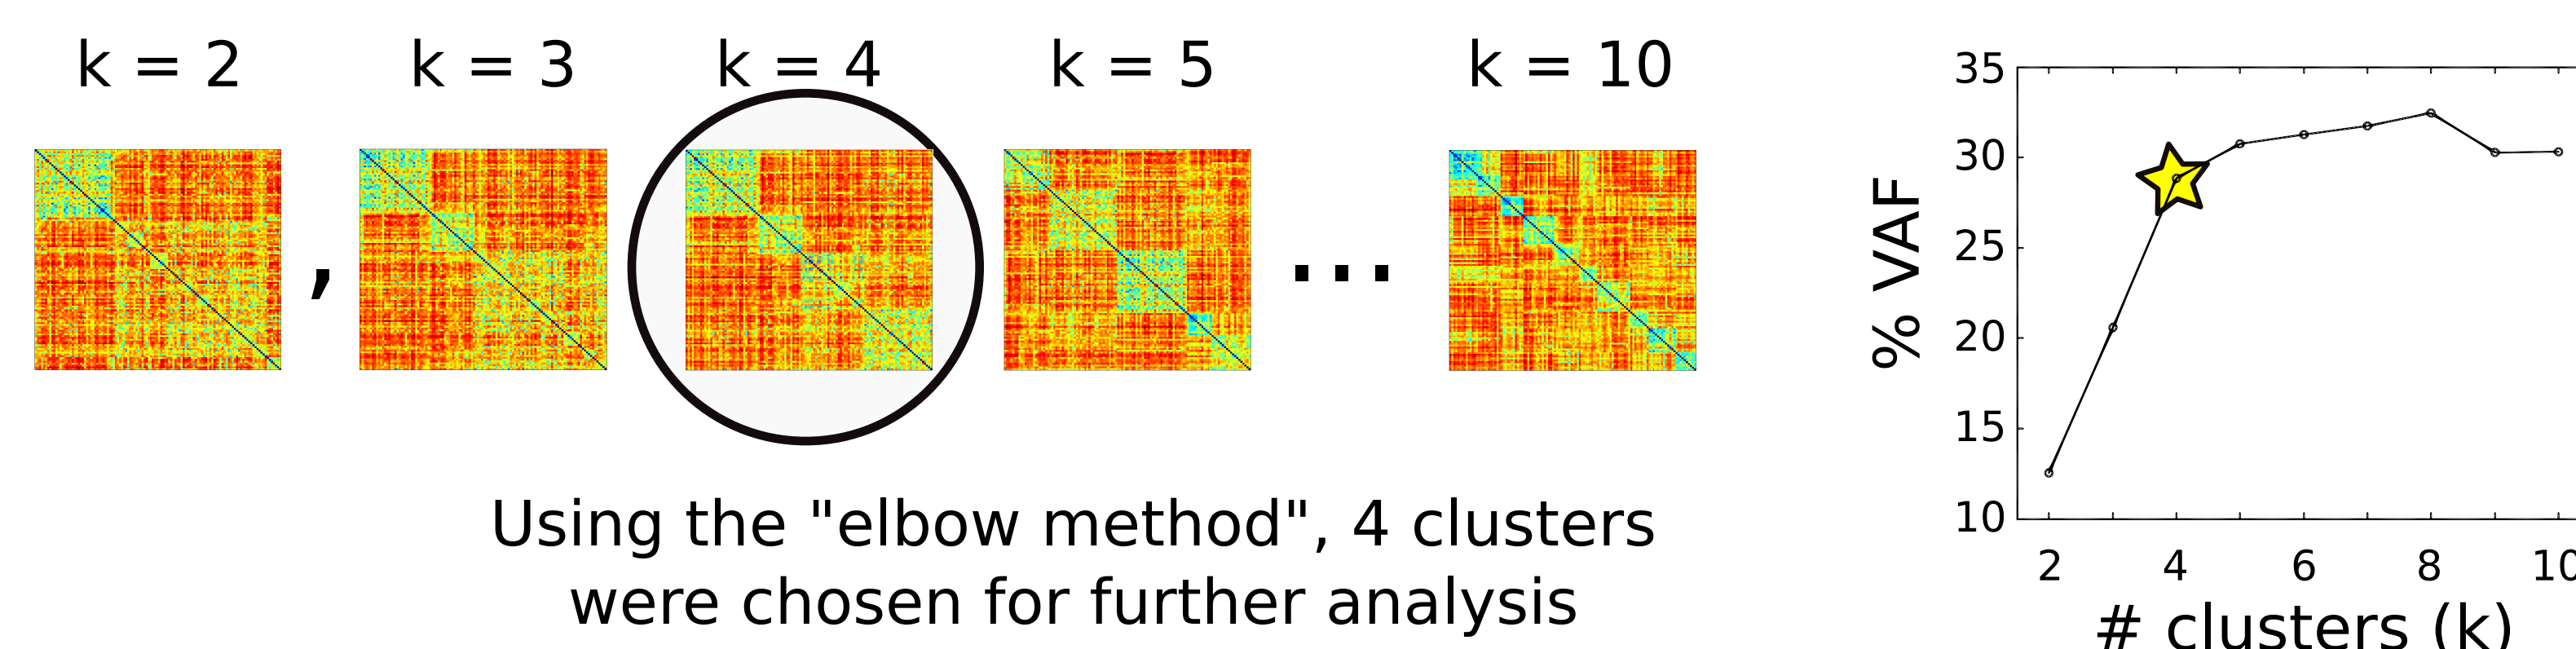 k = 2
k = 3
k = 4
k = 5
k = 10
,
...
Using the "elbow method", 4 clusters
were chosen for further analysis
% VAF
35
30
25
20
15
10
2 4 6 8 10
# clusters (k)